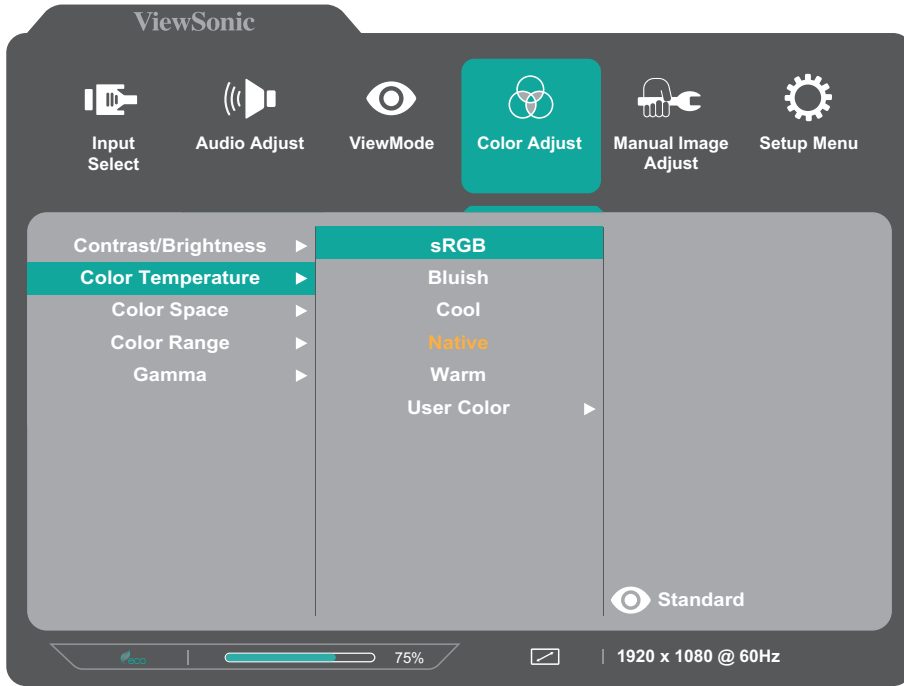 ViewSonic
Input
Select
Audio Adjust
ViewMode
Color Adjust
Manual Image
Adjust
Setup Menu
Contrast/Brightness
Color Temperature
Color Space
Color Range
Gamma
sRGB
Bluish
Cool
Native
Warm
User Color
Standard
eco
75%
1920 x 1080 @ 60Hz